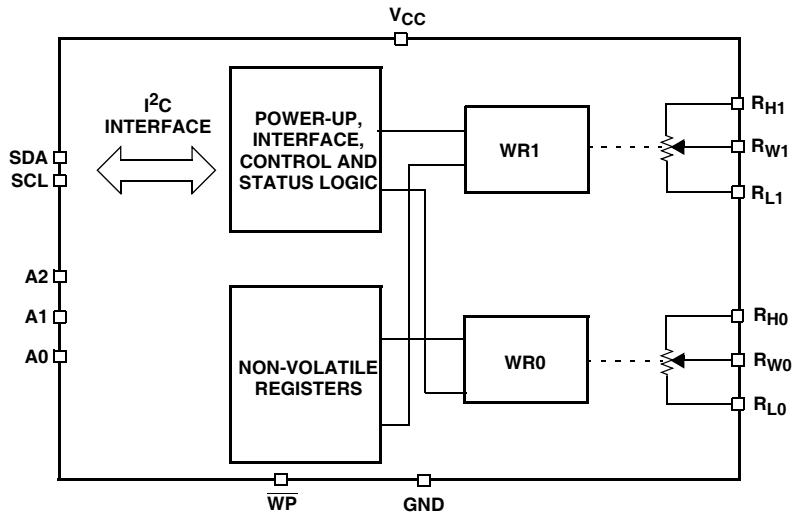 VCC
I²C
INTERFACE
POWER-UP,
INTERFACE,
CONTROL AND
STATUS LOGIC
WR1
RH1
RW1
RL1
SDA
SCL
A2
A1
A0
NON-VOLATILE
REGISTERS
WR0
RH0
RW0
RL0
W̅P̅
GND